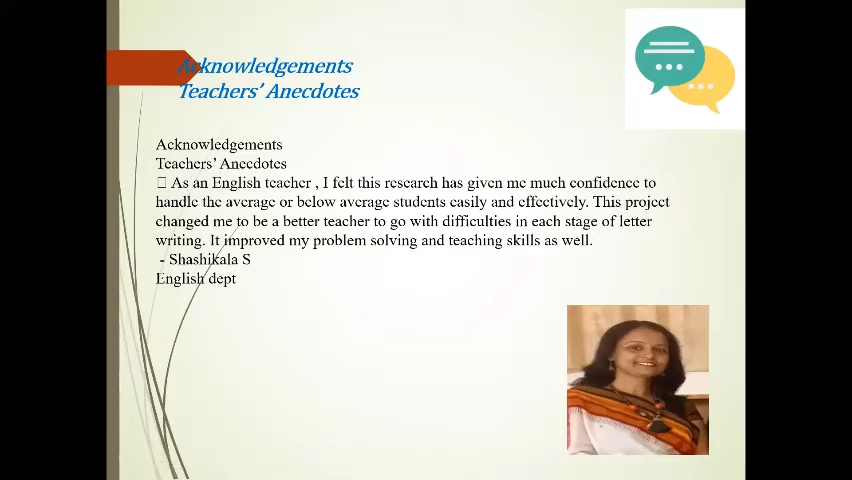 Acknowledgements
Teachers' Anecdotes
Acknowledgements
Teachers' Anecdotes
As an English teacher , I felt this research has given me much confidence to
handle the average or below average students easily and effectively. This project
changed me to be a better teacher to go with difficulties in each stage of letter
writing. It improved my problem solving and teaching skills as well.
- Shashikala S
English dept